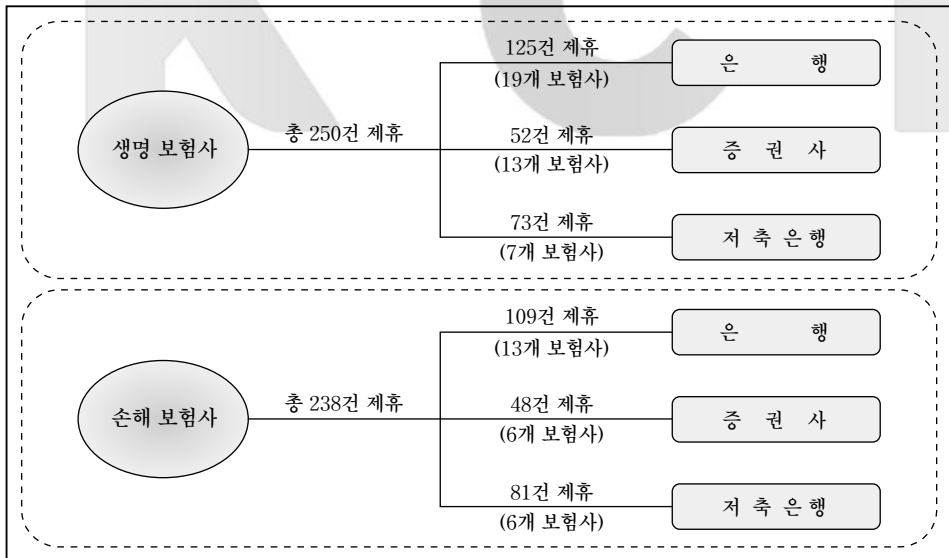 125건 제휴
(19개 보험사)
은 행
생명 보험사
총 250건 제휴
52건 제휴
(13개 보험사)
증 권 사
73건 제휴
(7개 보험사)
저 축 은 행
109건 제휴
(13개 보험사)
은 행
손해 보험사
총 238건 제휴
48건 제휴
(6개 보험사)
증 권 사
81건 제휴
(6개 보험사)
저 축 은 행